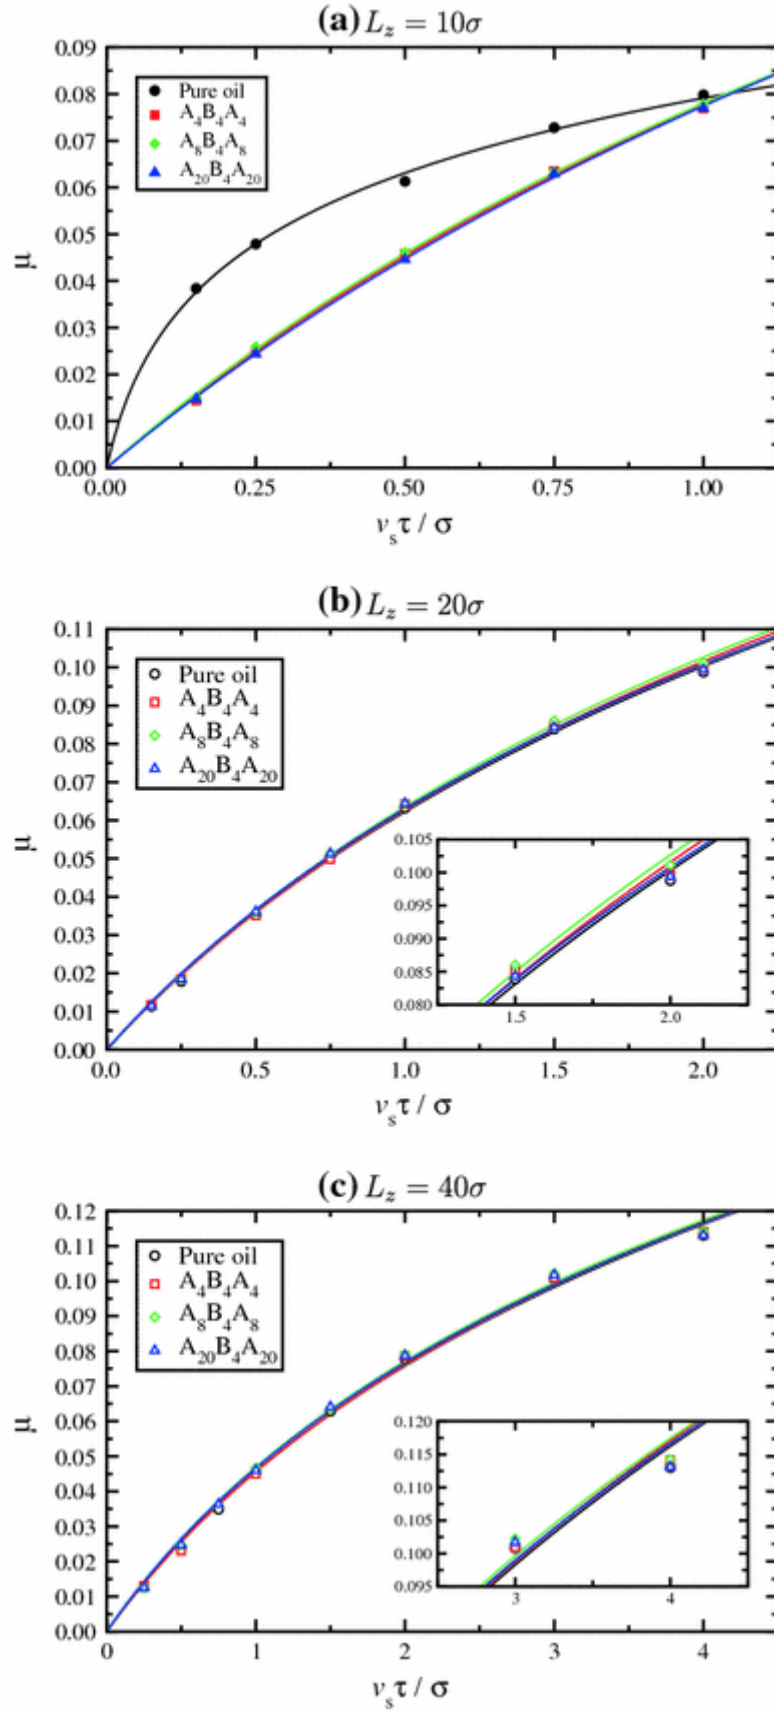 (a) L_z = 10σ
0.09
0.08
0.07
0.06
0.05
0.04
0.03
0.02
0.01
0.00
μ
Pure oil
A₄B₄A₄
A₈B₄A₈
A₂₀B₄A₂₀
0.00 0.25 0.50 0.75 1.00
vₛτ / σ
(b) L_z = 20σ
0.11
0.10
0.09
0.08
0.07
0.06
0.05
0.04
0.03
0.02
0.01
0.00
μ
Pure oil
A₄B₄A₄
A₈B₄A₈
A₂₀B₄A₂₀
0.105
0.100
0.095
0.090
0.085
0.080
1.5 2.0
0.0 0.5 1.0 1.5 2.0
vₛτ / σ
(c) L_z = 40σ
0.12
0.11
0.10
0.09
0.08
0.07
0.06
0.05
0.04
0.03
0.02
0.01
0.00
μ
Pure oil
A₄B₄A₄
A₈B₄A₈
A₂₀B₄A₂₀
0.120
0.115
0.110
0.105
0.100
0.095
3 4
0 1 2 3 4
vₛτ / σ